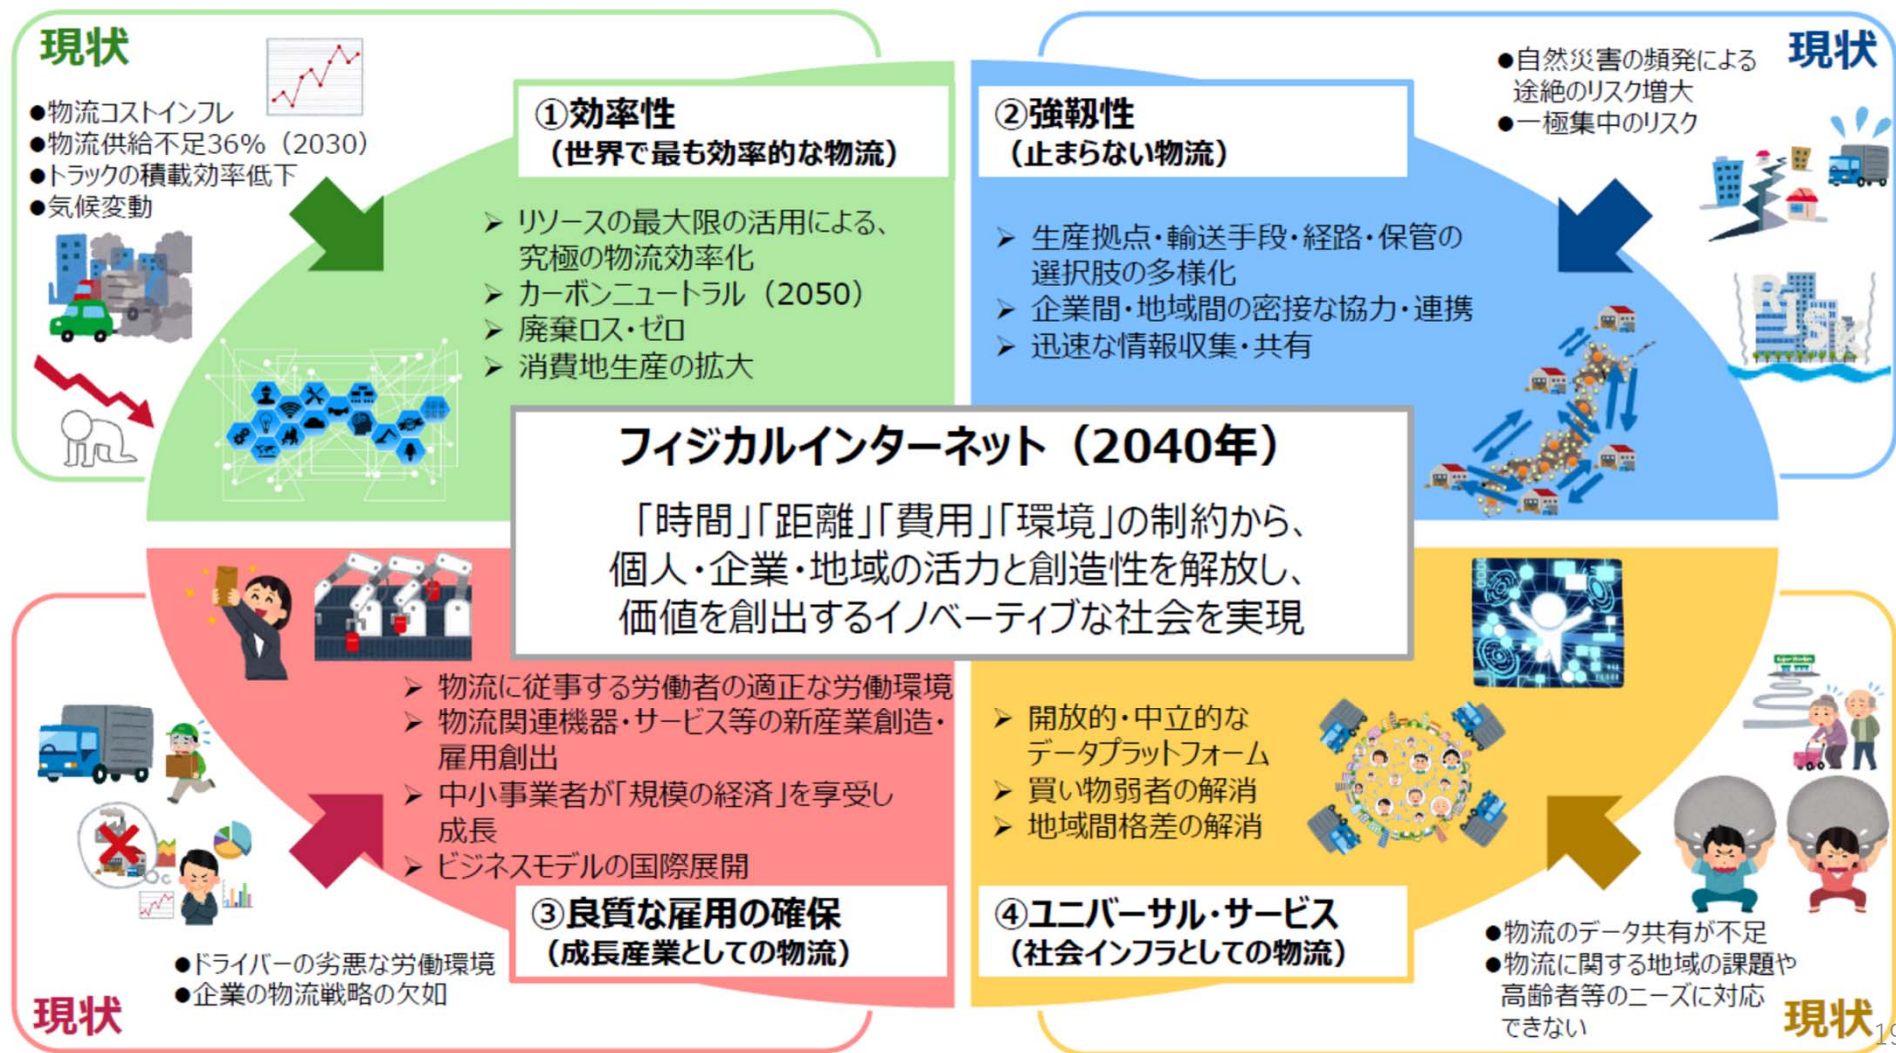 現状
●物流コストインフレ
●物流供給不足36%（2030）
●トラックの積載効率低下
●気候変動
①効率性
（世界で最も効率的な物流）
➢ リソースの最大限の活用による、
究極の物流効率化
➢ カーボンニュートラル（2050）
➢ 廃棄ロス・ゼロ
➢ 消費地生産の拡大
②強靱性
（止まらない物流）
➢ 生産拠点・輸送手段・経路・保管の
選択肢の多様化
➢ 企業間・地域間の密接な協力・連携
➢ 迅速な情報収集・共有
現状
●自然災害の頻発による
途絶のリスク増大
●一極集中のリスク
RISK
フィジカルインターネット（2040年）
「時間」「距離」「費用」「環境」の制約から、
個人・企業・地域の活力と創造性を解放し、
価値を創出するイノベーティブな社会を実現
➢ 物流に従事する労働者の適正な労働環境
➢ 物流関連機器・サービス等の新産業創造・
雇用創出
➢ 中小事業者が「規模の経済」を享受し
成長
➢ ビジネスモデルの国際展開
③良質な雇用の確保
（成長産業としての物流）
●ドライバーの劣悪な労働環境
●企業の物流戦略の欠如
現状
➢ 開放的・中立的な
データプラットフォーム
➢ 買い物弱者の解消
➢ 地域間格差の解消
④ユニバーサル・サービス
（社会インフラとしての物流）
●物流のデータ共有が不足
●物流に関する地域の課題や
高齢者等のニーズに対応
できない
現状
19